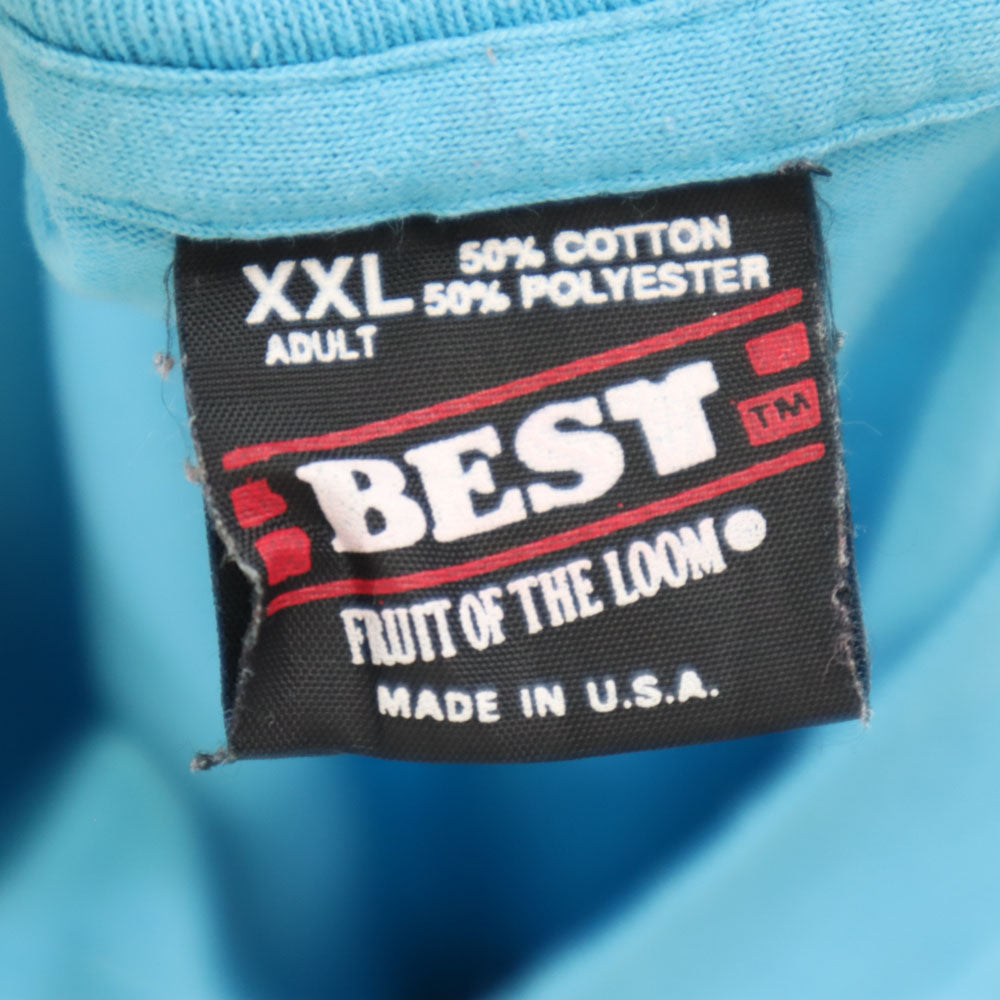 XXL 50% COTTON
ADULT 50% POLYESTER
BEST TM
FRUIT OF THE LOOM
MADE IN U.S.A.